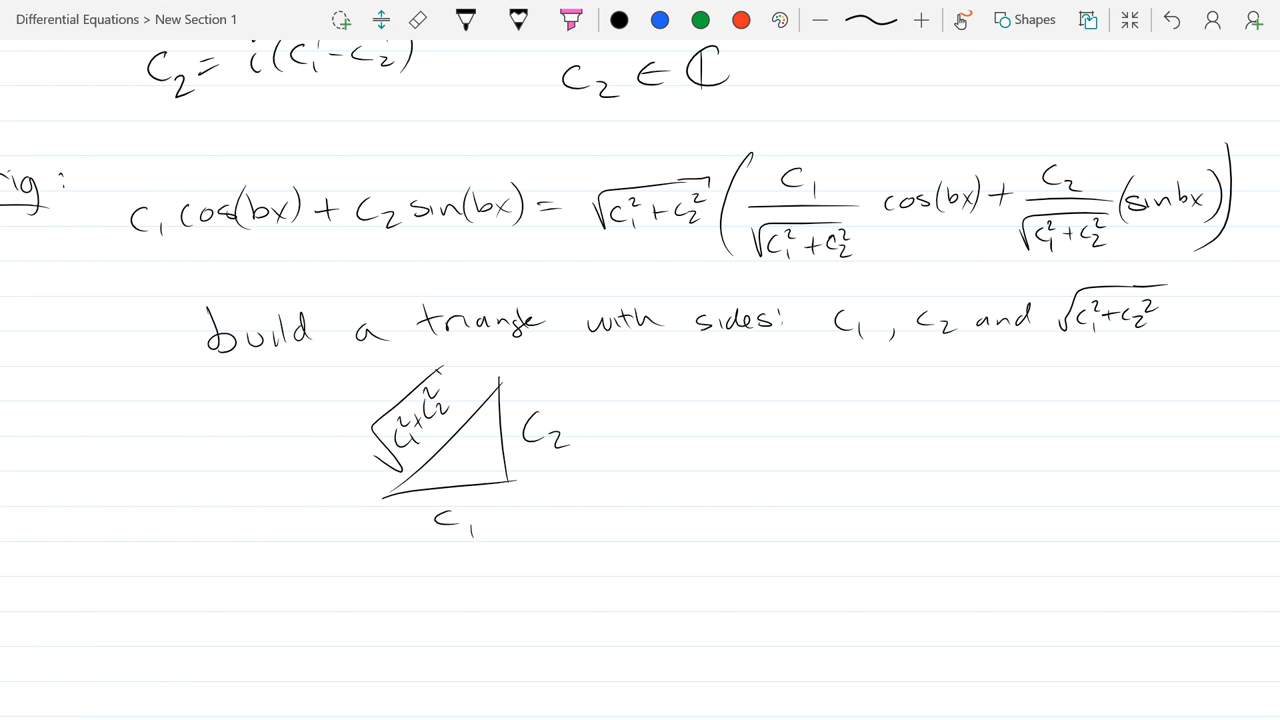 Differential Equations > New Section 1
Shapes
C₂ = i(C₁ - C₂)
C₂ ∈ ℂ
C₁ cos(bx) + C₂ sin(bx) = √(C₁² + C₂²) ( C₁/√(C₁² + C₂²) cos(bx) + C₂/√(C₁² + C₂²) (sin bx) )
build a triangle with sides: C₁, C₂ and √(C₁² + C₂²)
√(C₁² + C₂²)
C₂
C₁